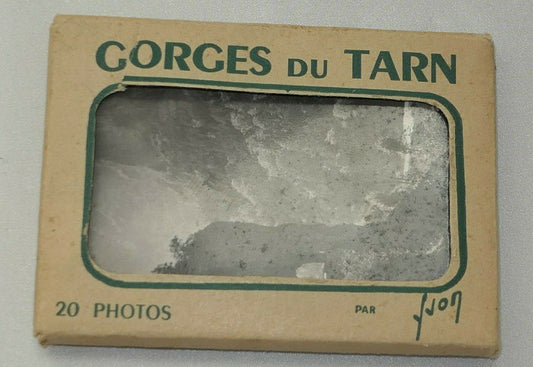 GORGES DU TARN
20 PHOTOS PAR yvon